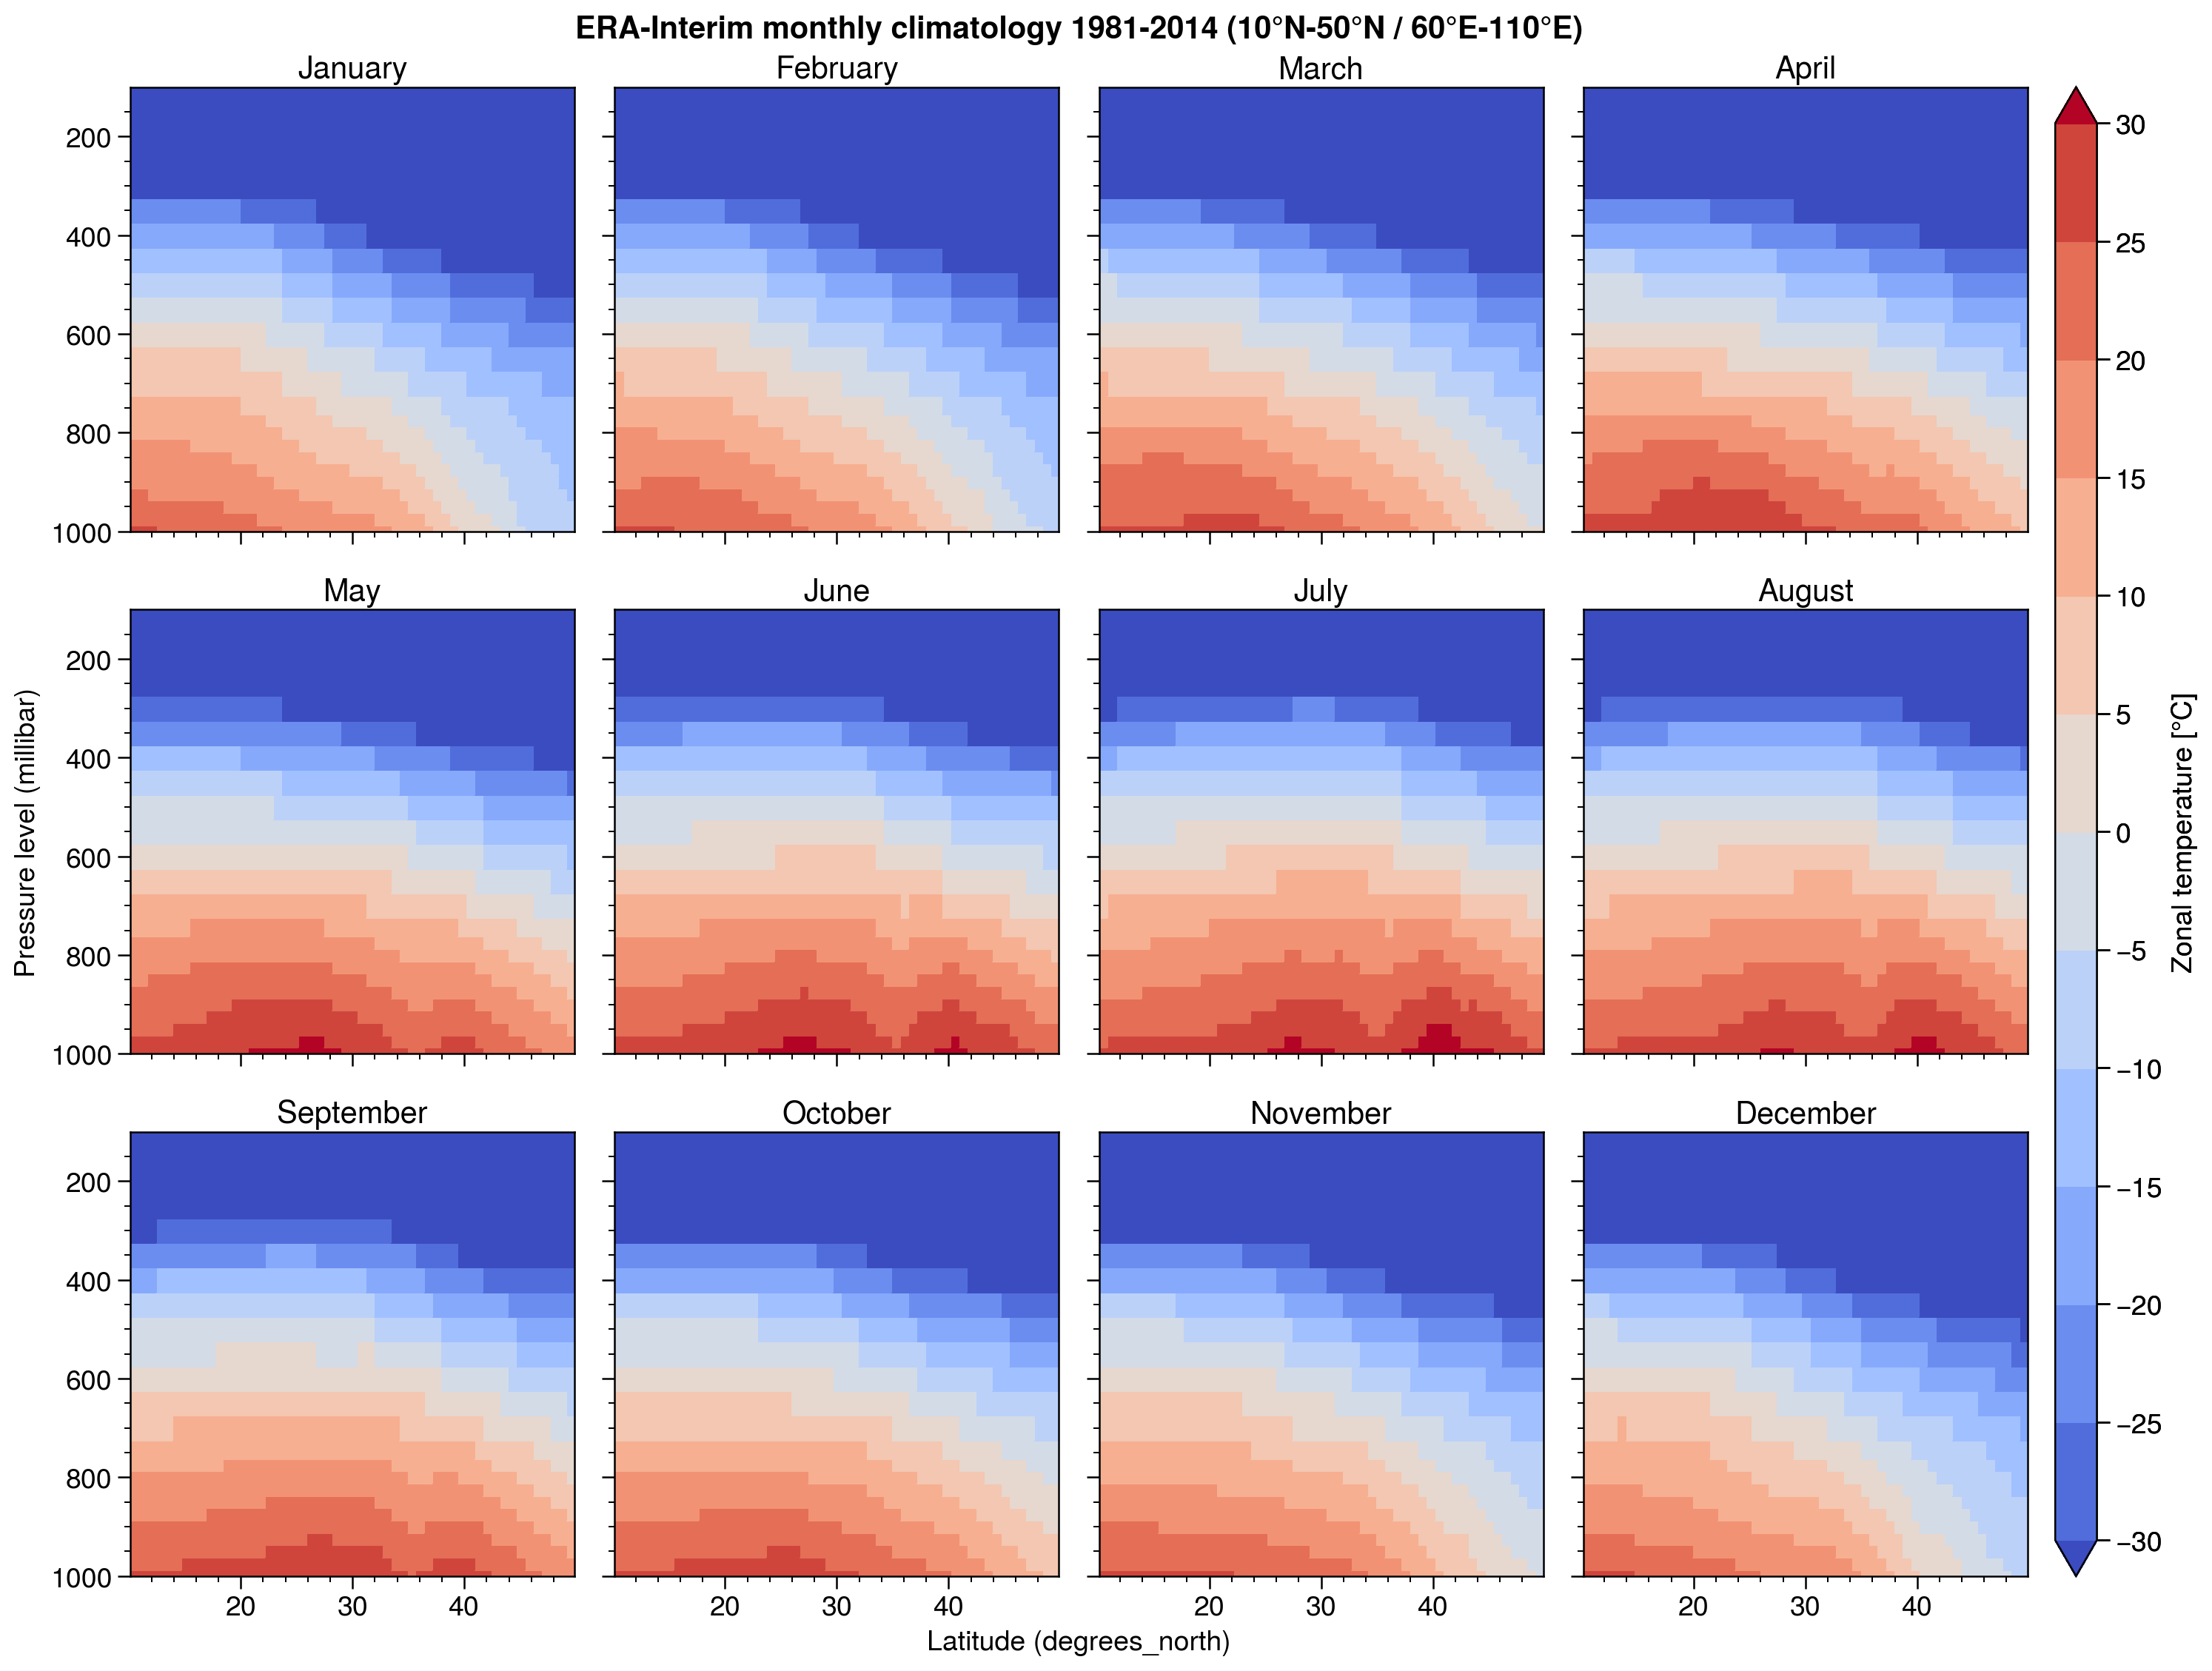 ERA-Interim monthly climatology 1981-2014 (10°N-50°N / 60°E-110°E)
January
February
March
April
200
400
600
800
1000
May
June
July
August
200
400
600
800
1000
September
October
November
December
200
400
600
800
1000
20
30
40
20
30
40
20
30
40
20
30
40
Pressure level (millibar)
Latitude (degrees_north)
30
25
20
15
10
5
0
−5
−10
−15
−20
−25
−30
Zonal temperature [°C]